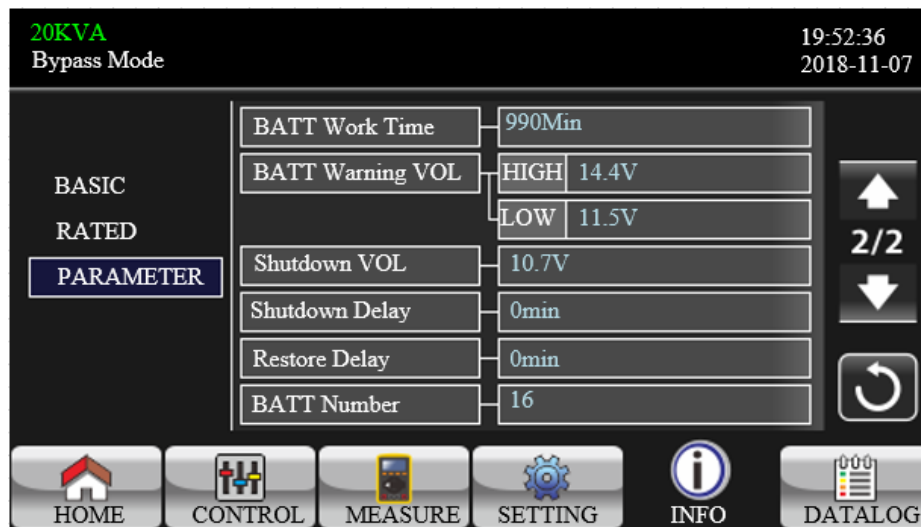 20KVA
19:52:36
Bypass Mode
2018-11-07
BASIC
RATED
PARAMETER
BATT Work Time 990Min
BATT Warning VOL HIGH 14.4V
LOW 11.5V
Shutdown VOL 10.7V
Shutdown Delay 0min
Restore Delay 0min
BATT Number 16
2/2
HOME CONTROL MEASURE SETTING INFO DATALOG